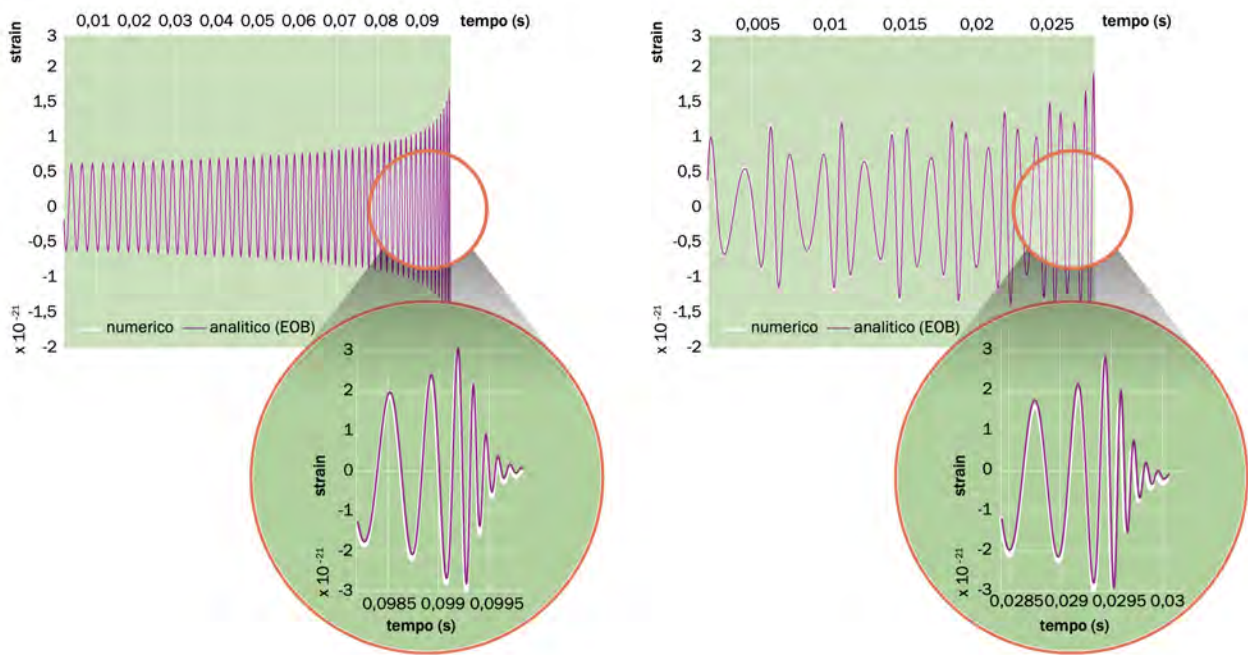 0,01 0,02 0,03 0,04 0,05 0,06 0,07 0,08 0,09 tempo (s)
strain
3
2
1,5
1
0,5
0
-0,5
-1
-1,5
-2
x 10⁻²¹
numerico analitico (EOB)
3
2
1
0
-1
-2
-3
strain
x 10⁻²¹
0,0985 0,099 0,0995
tempo (s)
0,005 0,01 0,015 0,02 0,025 tempo (s)
strain
3
2
1,5
1
0,5
0
-0,5
-1
-1,5
-2
x 10⁻²¹
numerico analitico (EOB)
3
2
1
0
-1
-2
-3
strain
x 10⁻²¹
0,0285 0,029 0,0295 0,03
tempo (s)